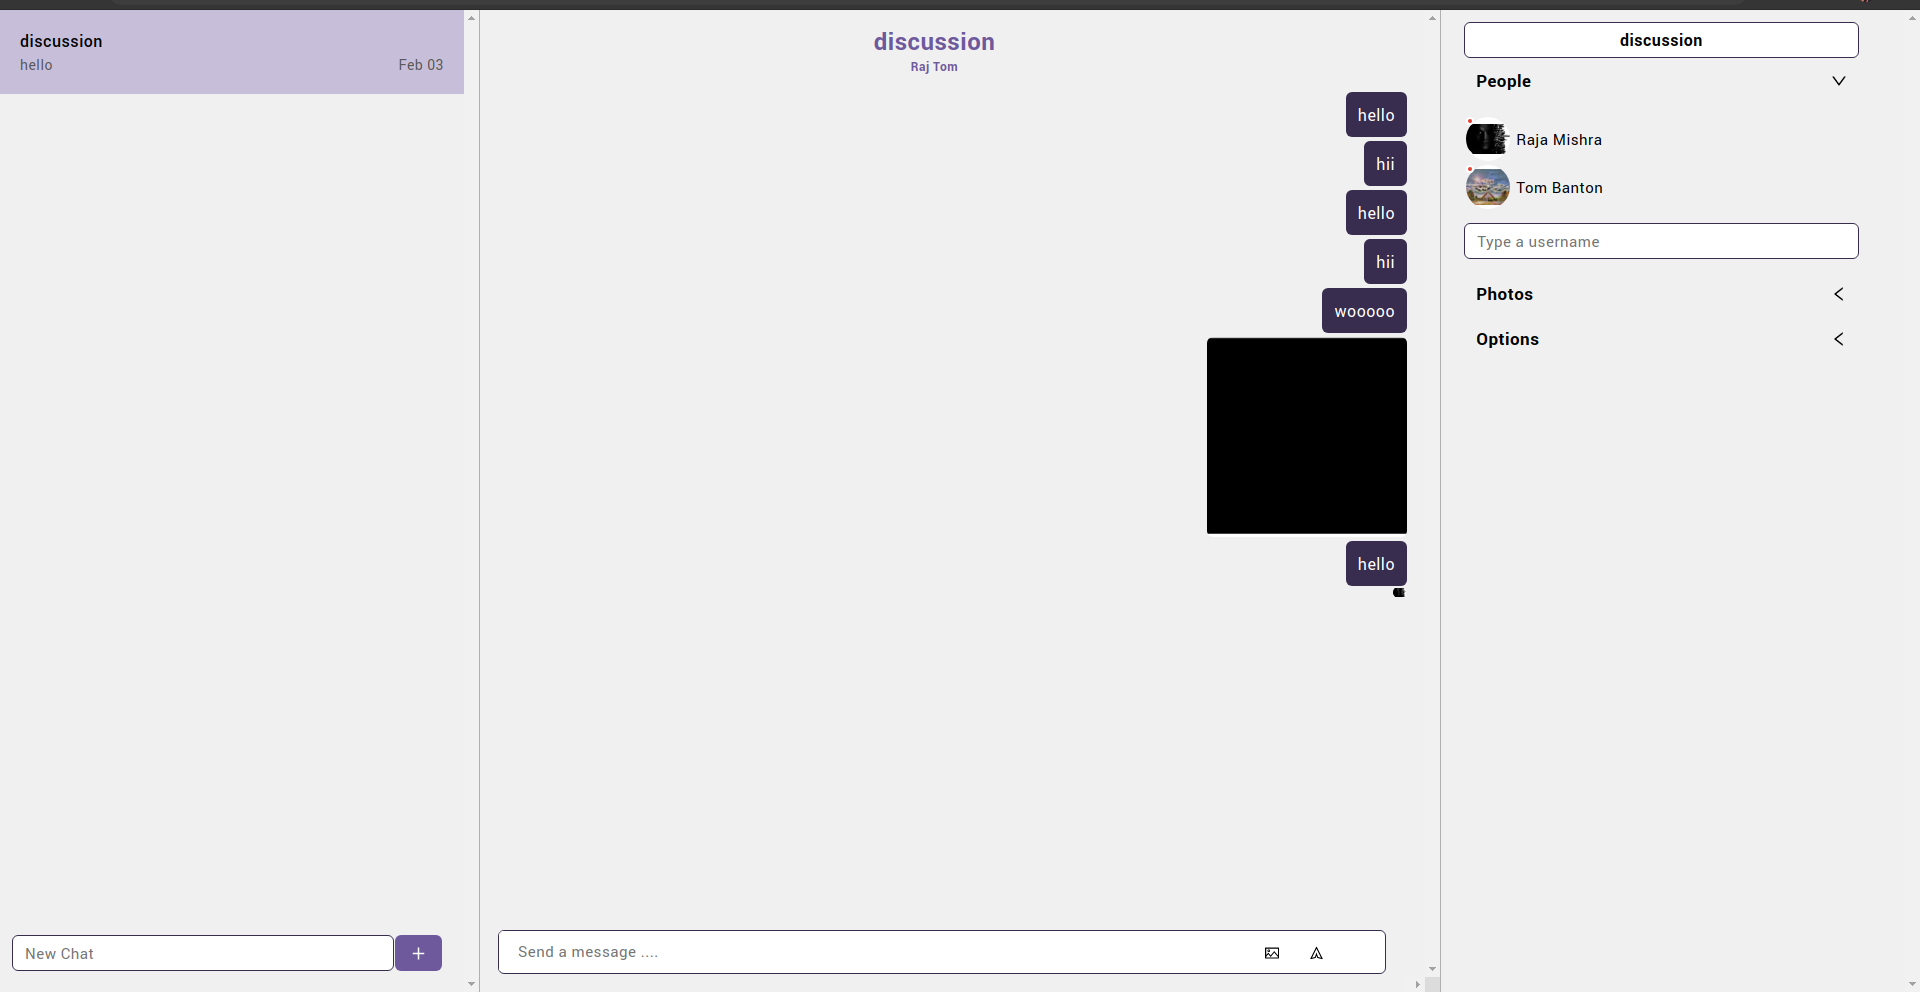 discussion
hello
Feb 03
New Chat
+
discussion
Raj Tom
hello
hii
hello
hii
wooooo
hello
Send a message ....
discussion
People
Raja Mishra
Tom Banton
Type a username
Photos
Options